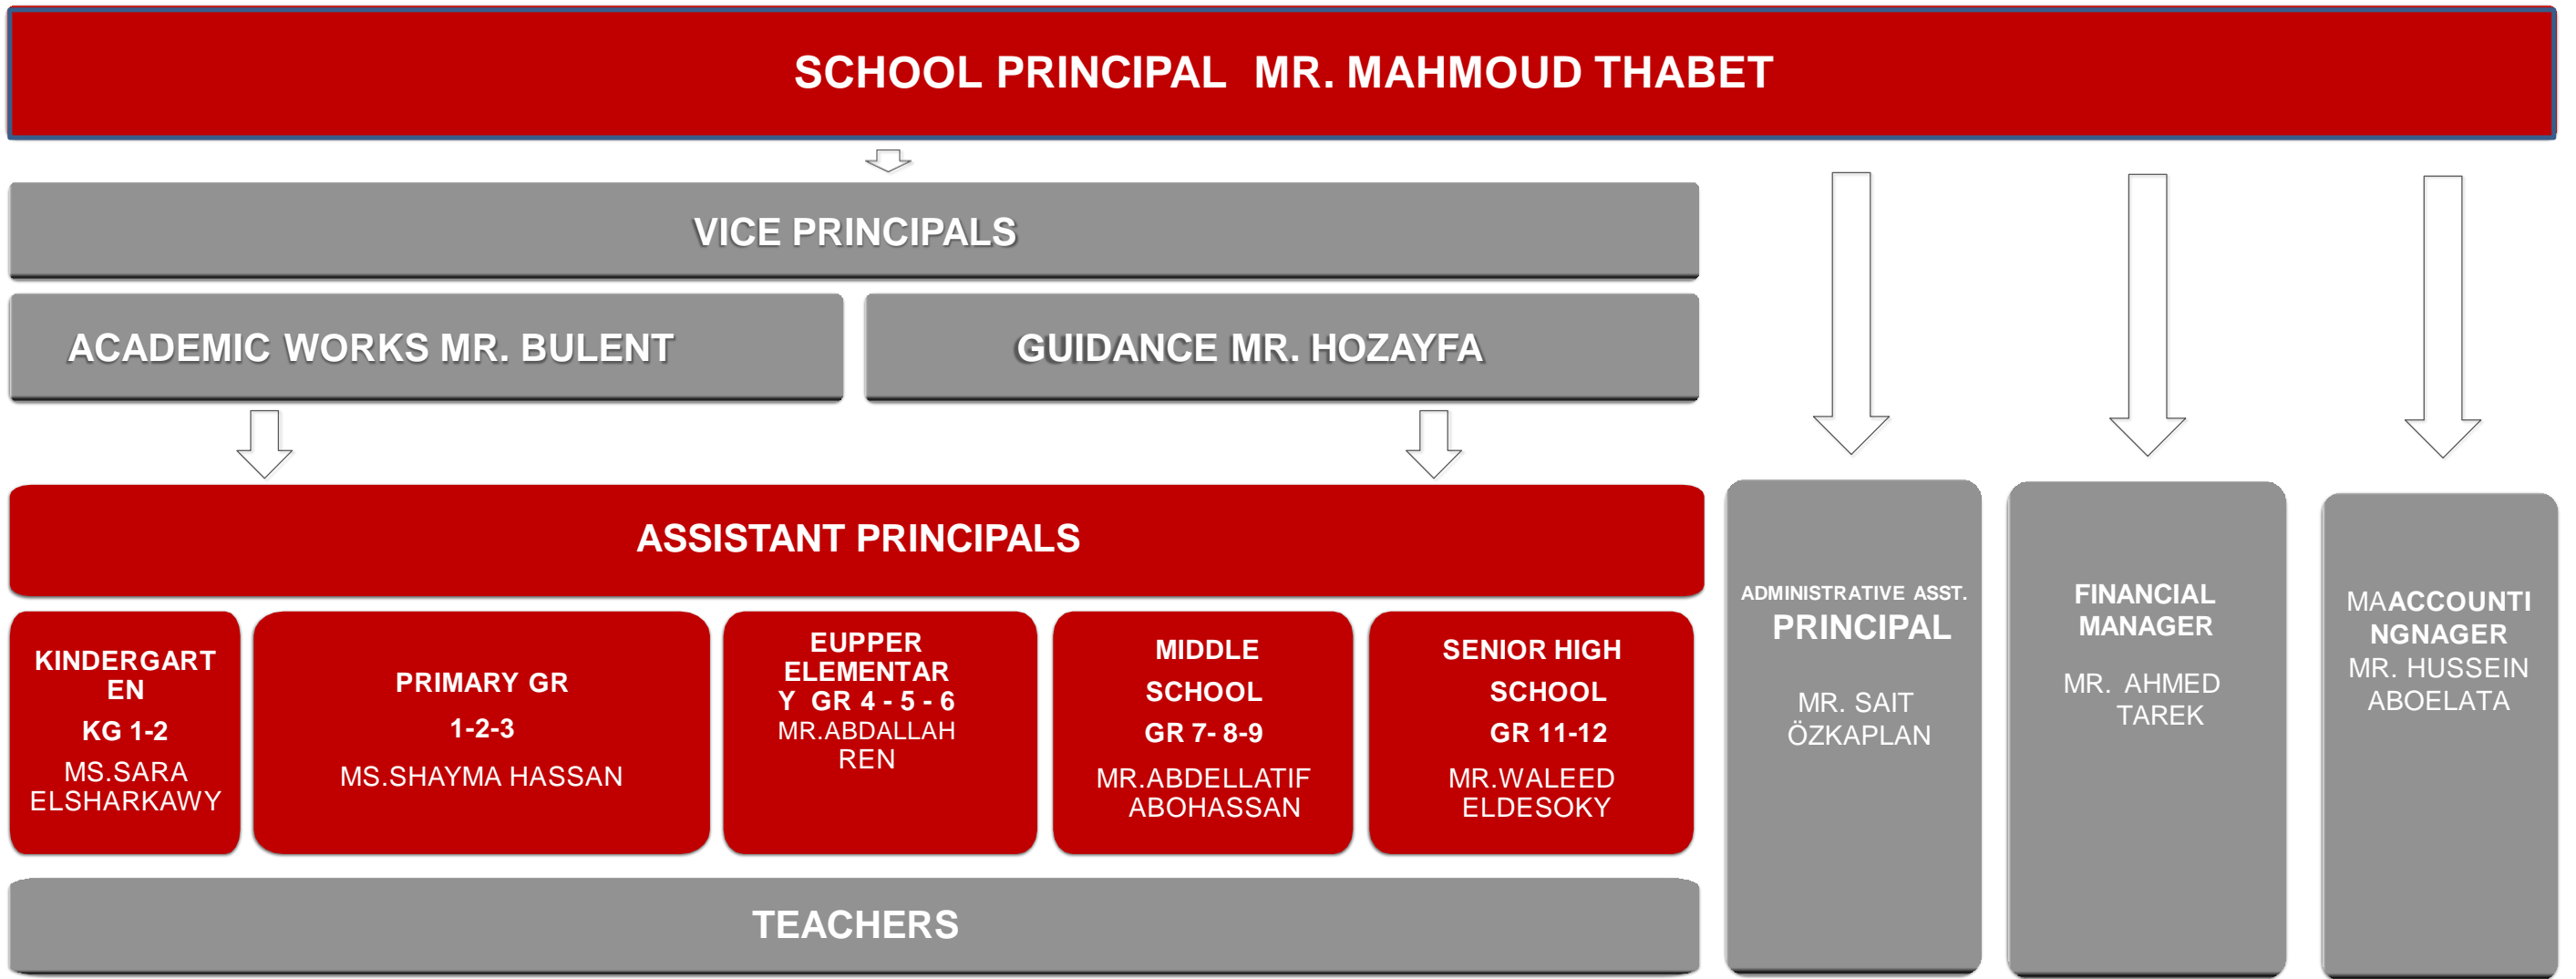 SCHOOL PRINCIPAL MR. MAHMOUD THABET
VICE PRINCIPALS
ACADEMIC WORKS MR. BULENT
GUIDANCE MR. HOZAYFA
ASSISTANT PRINCIPALS
KINDERGART
EN
KG 1-2
MS.SARA
ELSHARKAWY
PRIMARY GR
1-2-3
MS.SHAYMA HASSAN
EUPPER
ELEMENTAR
Y GR 4 - 5 - 6
MR.ABDALLAH
REN
MIDDLE
SCHOOL
GR 7- 8-9
MR.ABDELLATIF
ABOHASSAN
SENIOR HIGH
SCHOOL
GR 11-12
MR.WALEED
ELDESOKY
TEACHERS
ADMINISTRATIVE ASST.
PRINCIPAL
MR. SAIT
ÖZKAPLAN
FINANCIAL
MANAGER
MR. AHMED
TAREK
MAACCOUNTI
NGNAGER
MR. HUSSEIN
ABOELATA